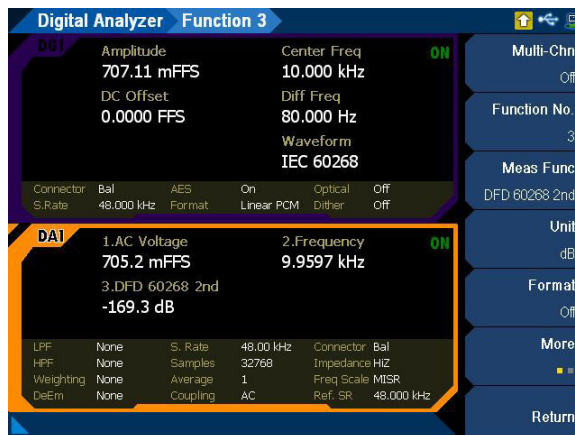 Digital Analyzer Function 3
DG1
Amplitude Center Freq ON
707.11 mFFS 10.000 kHz
DC Offset Diff Freq
0.0000 FFS 80.000 Hz
Waveform
IEC 60268
Connector Bal AES On Optical Off
S.Rate 48.000 kHz Format Linear PCM Dither Off
DA1
1.AC Voltage 2.Frequency ON
705.2 mFFS 9.9597 kHz
3.DFD 60268 2nd
-169.3 dB
LPF None S. Rate 48.00 kHz Connector Bal
HPF None Samples 32768 Impedance HiZ
Weighting None Average 1 Freq Scale MISR
DeEm None Coupling AC Ref. SR 48.000 kHz
Multi-Chn
Off
Function No.
3
Meas Func
DFD 60268 2nd
Unit
dB
Format
Off
More
Return